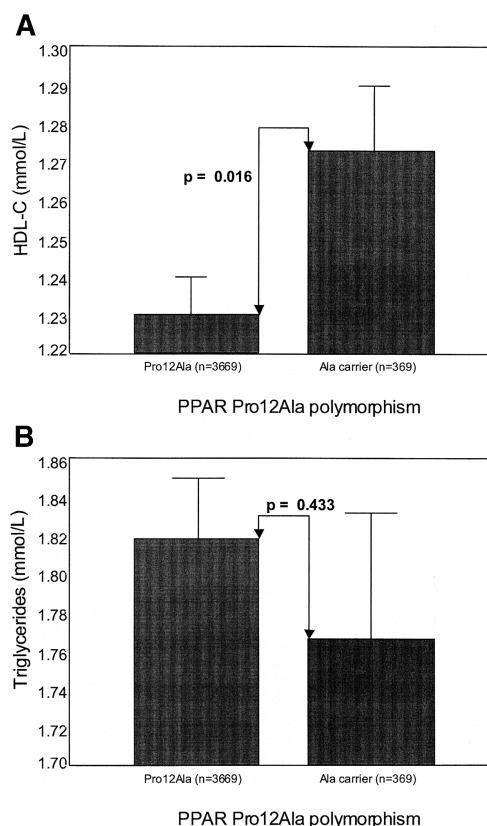 A
1.30
1.29
1.28
1.27
1.26
1.25
1.24
1.23
1.22
HDL-C (mmol/L)
p = 0.016
Pro12Ala (n=3669)
Ala carrier (n=369)
PPAR Pro12Ala polymorphism
B
1.86
1.84
1.82
1.80
1.78
1.76
1.74
1.72
1.70
Triglycerides (mmol/L)
p = 0.433
Pro12Ala (n=3669)
Ala carrier (n=369)
PPAR Pro12Ala polymorphism